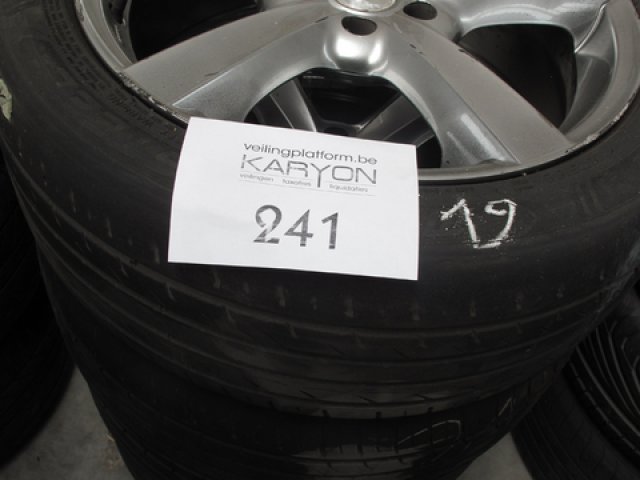 veilingplatform.be
KARYON
veilingen taxaties liquidaties
241
19